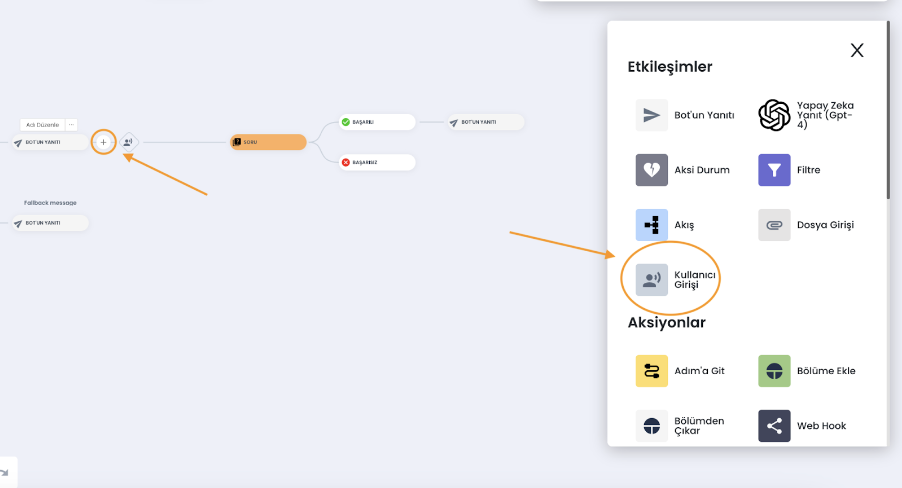 Adı Düzenle ...
BOT'UN YANITI
SORU
BAŞARILI
BOT'UN YANITI
BAŞARISIZ
Fallback message
BOT'UN YANITI
Etkileşimler
Bot'un Yanıtı
Yapay Zeka
Yanıt (Gpt-
4)
Aksi Durum
Filtre
Akış
Dosya Girişi
Kullanıcı
Girişi
Aksiyonlar
Adım'a Git
Bölüme Ekle
Bölümden
Çıkar
Web Hook